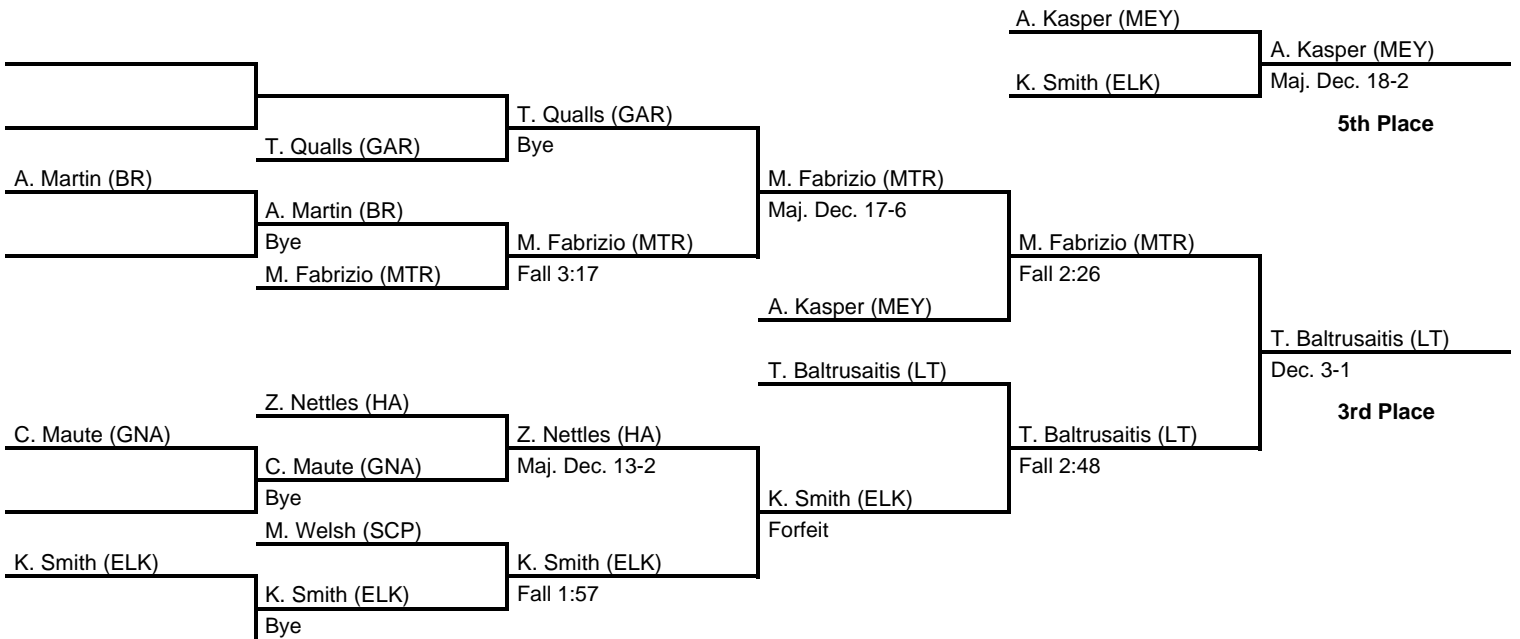 A. Kasper (MEY)
A. Kasper (MEY)
K. Smith (ELK)
Maj. Dec. 18-2
5th Place
T. Qualls (GAR)
T. Qualls (GAR)
Bye
A. Martin (BR)
M. Fabrizio (MTR)
A. Martin (BR)
Maj. Dec. 17-6
Bye
M. Fabrizio (MTR)
M. Fabrizio (MTR)
M. Fabrizio (MTR)
Fall 3:17
Fall 2:26
A. Kasper (MEY)
T. Baltrusaitis (LT)
T. Baltrusaitis (LT)
Dec. 3-1
3rd Place
Z. Nettles (HA)
C. Maute (GNA)
Z. Nettles (HA)
T. Baltrusaitis (LT)
C. Maute (GNA)
Maj. Dec. 13-2
Fall 2:48
Bye
K. Smith (ELK)
M. Welsh (SCP)
Forfeit
K. Smith (ELK)
K. Smith (ELK)
K. Smith (ELK)
Fall 1:57
Bye